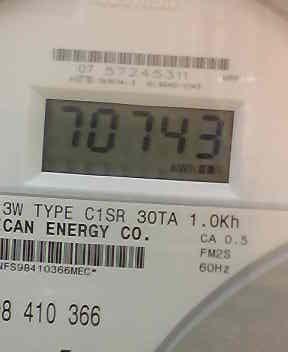 07 57245311
70743
KWH
3W TYPE C1SR 30TA 1.0Kh
CAN ENERGY CO.
CA 0.5
FM2S
NFS98410366MEC*
60Hz
8 410 366